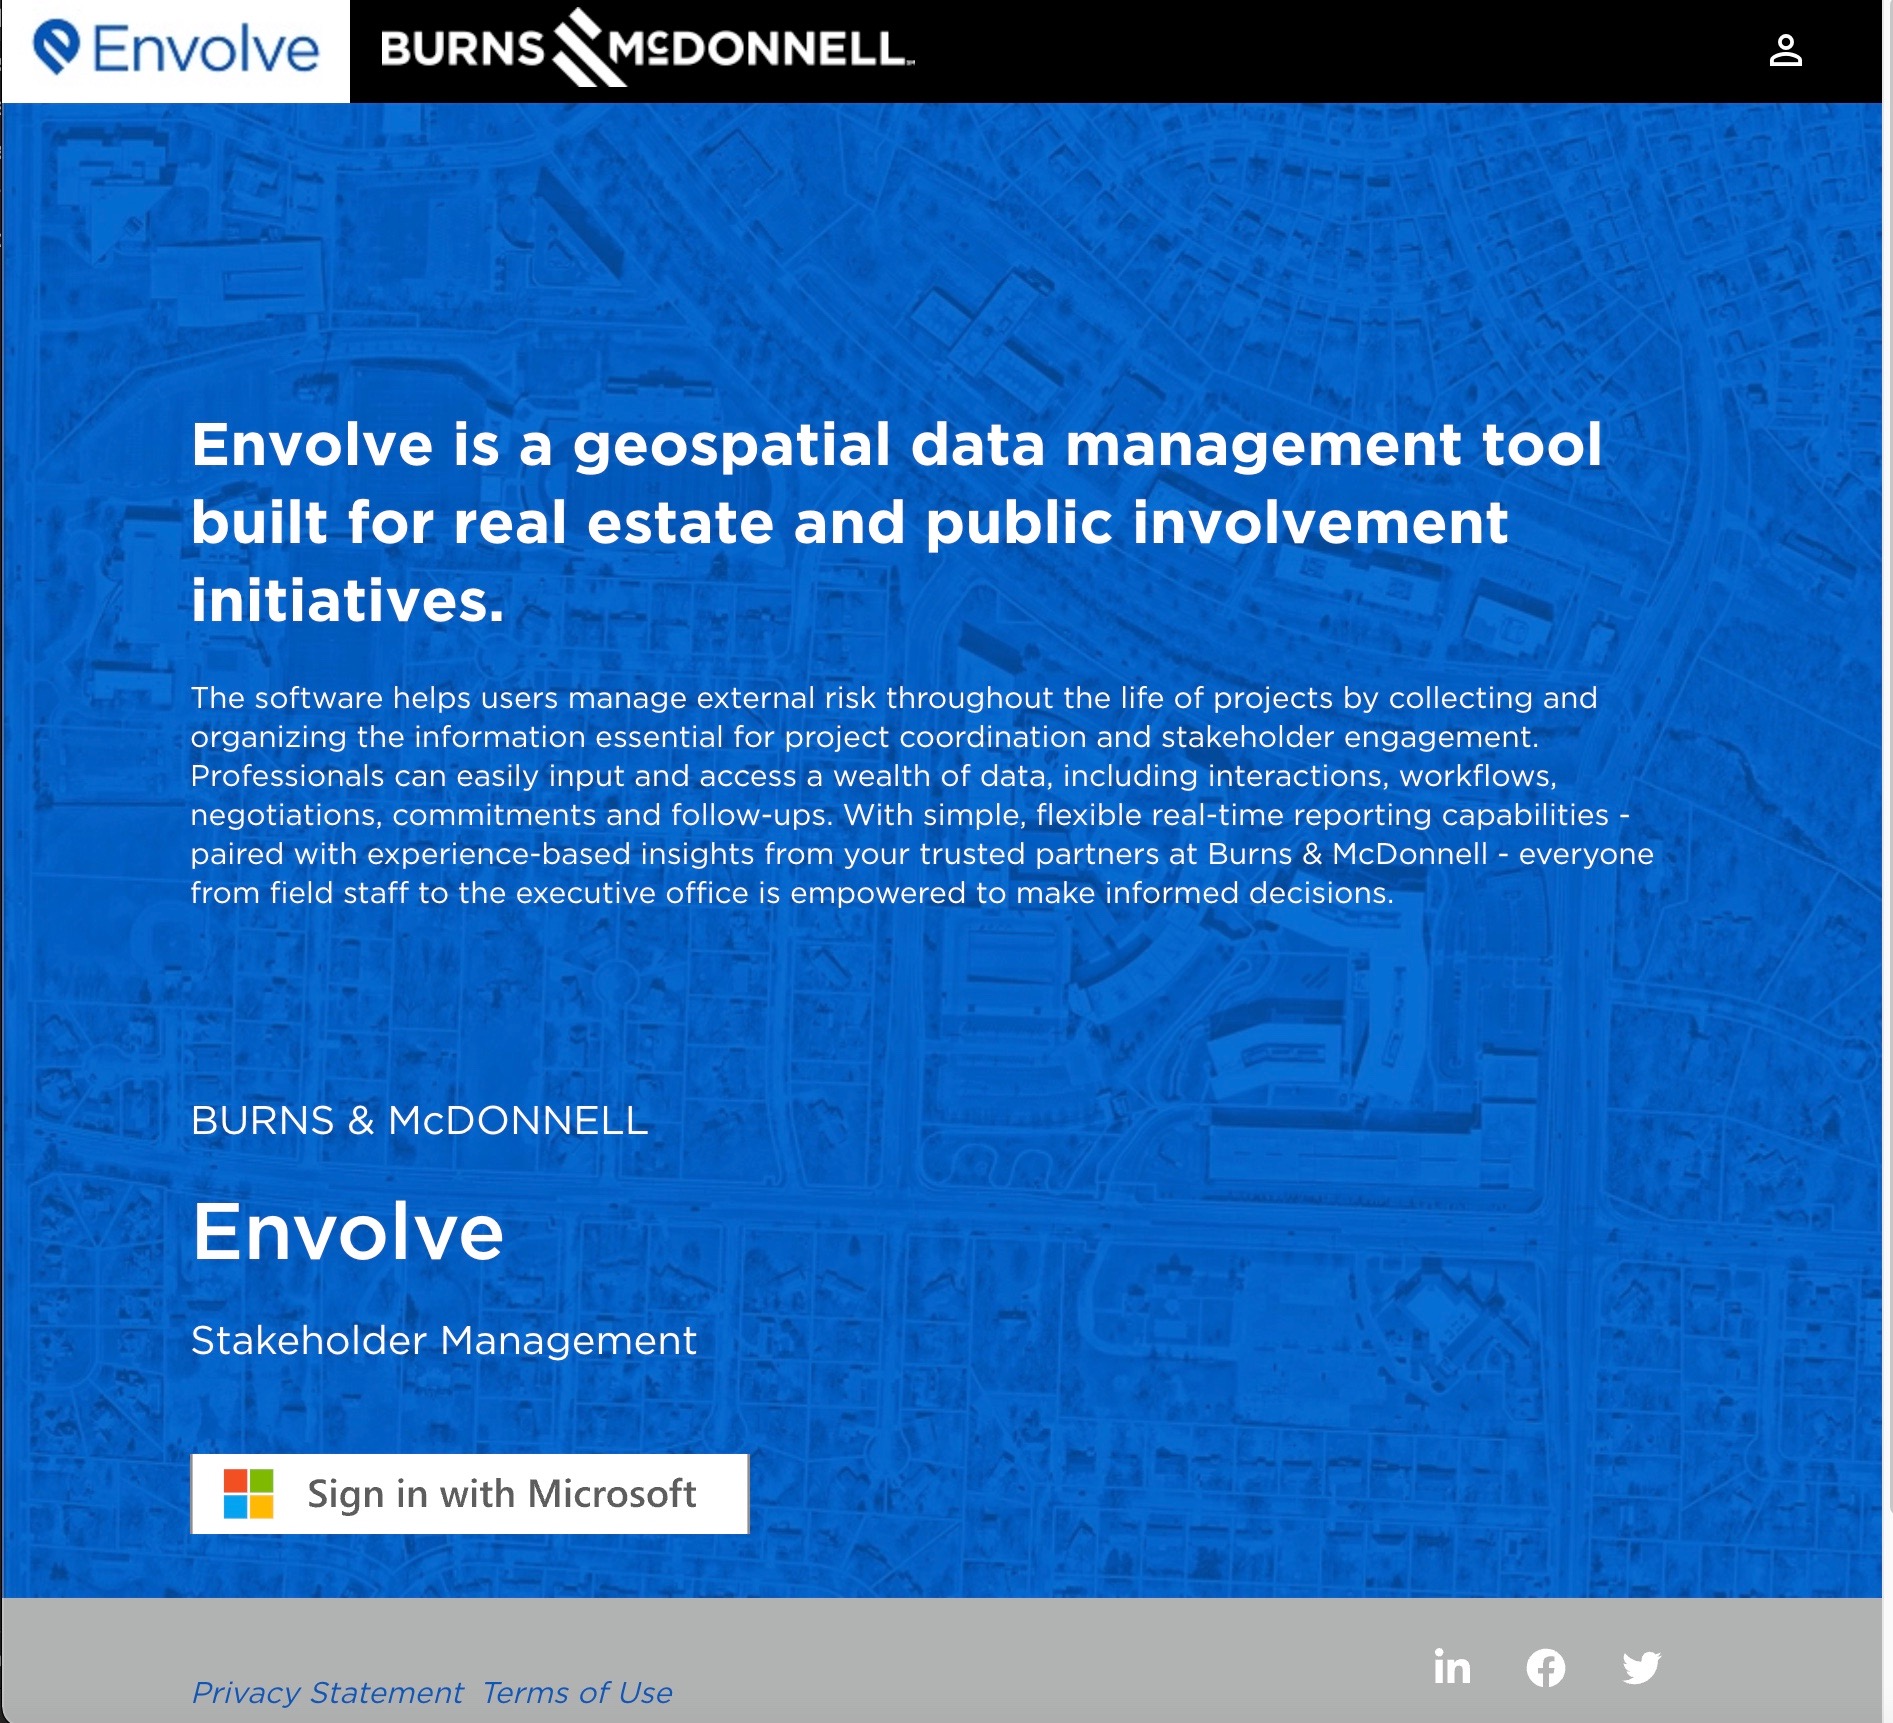 Envolve
BURNS & McDONNELL
Envolve is a geospatial data management tool
built for real estate and public involvement
initiatives.
The software helps users manage external risk throughout the life of projects by collecting and
organizing the information essential for project coordination and stakeholder engagement.
Professionals can easily input and access a wealth of data, including interactions, workflows,
negotiations, commitments and follow-ups. With simple, flexible real-time reporting capabilities -
paired with experience-based insights from your trusted partners at Burns & McDonnell - everyone
from field staff to the executive office is empowered to make informed decisions.
BURNS & McDONNELL
Envolve
Stakeholder Management
Sign in with Microsoft
Privacy Statement Terms of Use